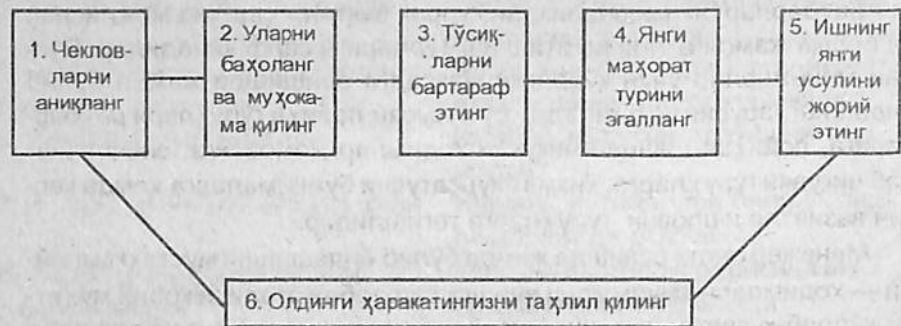 1. Чеклов-
ларни
аниқланг
2. Уларни
баҳоланг
ва муҳока-
ма қилинг
3. Тўсиқ-
ларни
бартараф
этинг
4. Янги
маҳорат
турини
эгалланг
5. Ишнинг
янги
усулини
жорий
этинг
6. Олдинги ҳаракатингизни таҳлил қилинг